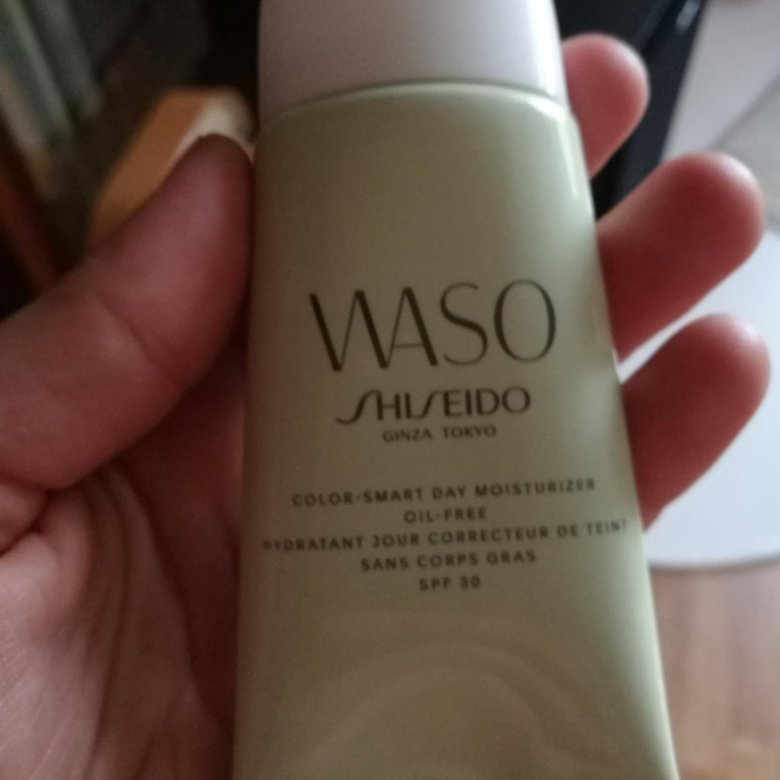 WASO
SHISEIDO
GINZA TOKYO
COLOR-SMART DAY MOISTURIZER
OIL-FREE
HYDRATANT JOUR CORRECTEUR DE TEINT
SANS CORPS GRAS
SPF 30